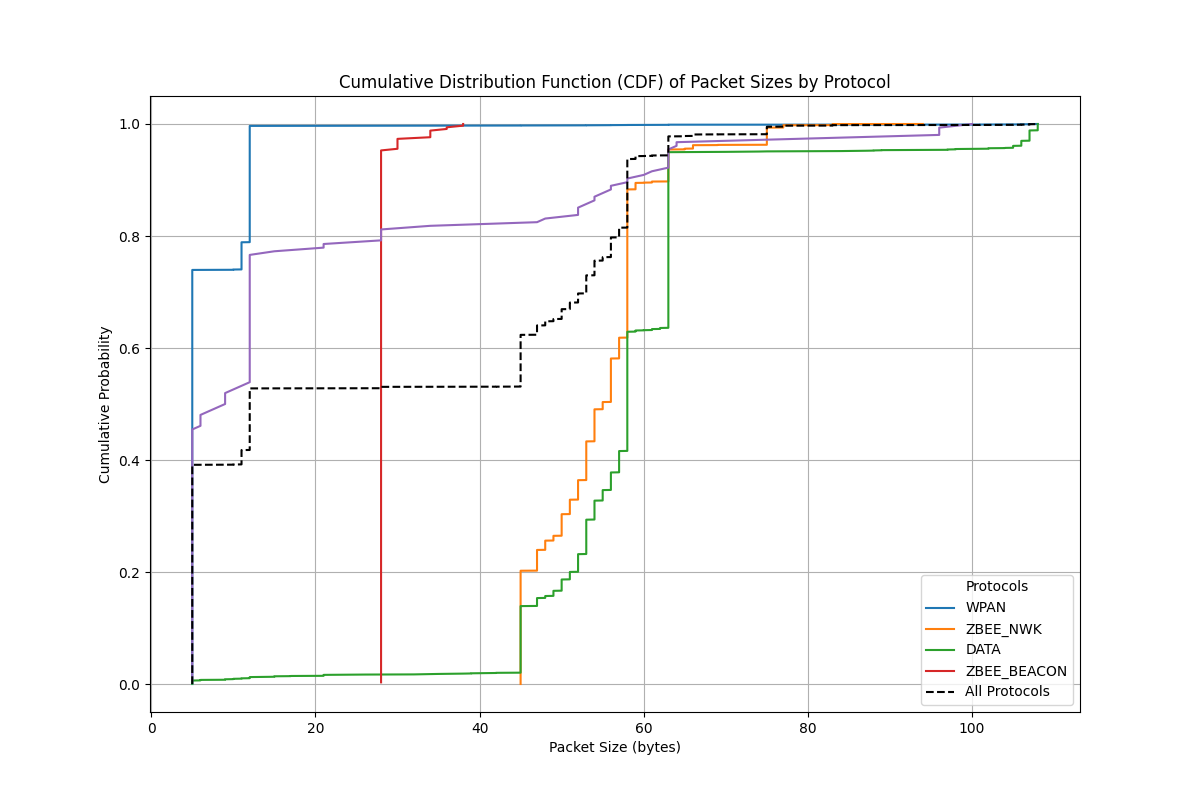 Cumulative Distribution Function (CDF) of Packet Sizes by Protocol
Cumulative Probability
1.0
0.8
0.6
0.4
0.2
0.0
0 20 40 60 80 100
Packet Size (bytes)
Protocols
WPAN
ZBEE_NWK
DATA
ZBEE_BEACON
All Protocols